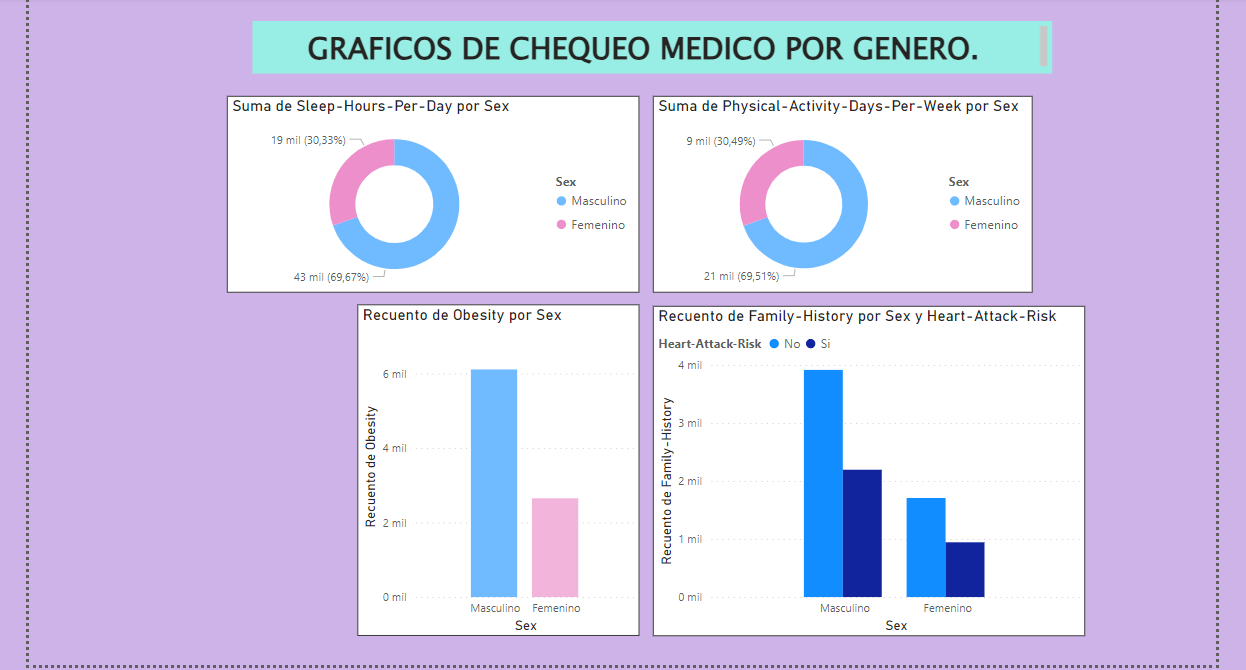 GRAFICOS DE CHEQUEO MEDICO POR GENERO.
Suma de Sleep-Hours-Per-Day por Sex
19 mil (30,33%)
43 mil (69,67%)
Sex
Masculino
Femenino
Suma de Physical-Activity-Days-Per-Week por Sex
9 mil (30,49%)
21 mil (69,51%)
Sex
Masculino
Femenino
Recuento de Obesity por Sex
Recuento de Obesity
6 mil
4 mil
2 mil
0 mil
Masculino Femenino
Sex
Recuento de Family-History por Sex y Heart-Attack-Risk
Heart-Attack-Risk No Si
Recuento de Family-History
4 mil
3 mil
2 mil
1 mil
0 mil
Masculino Femenino
Sex